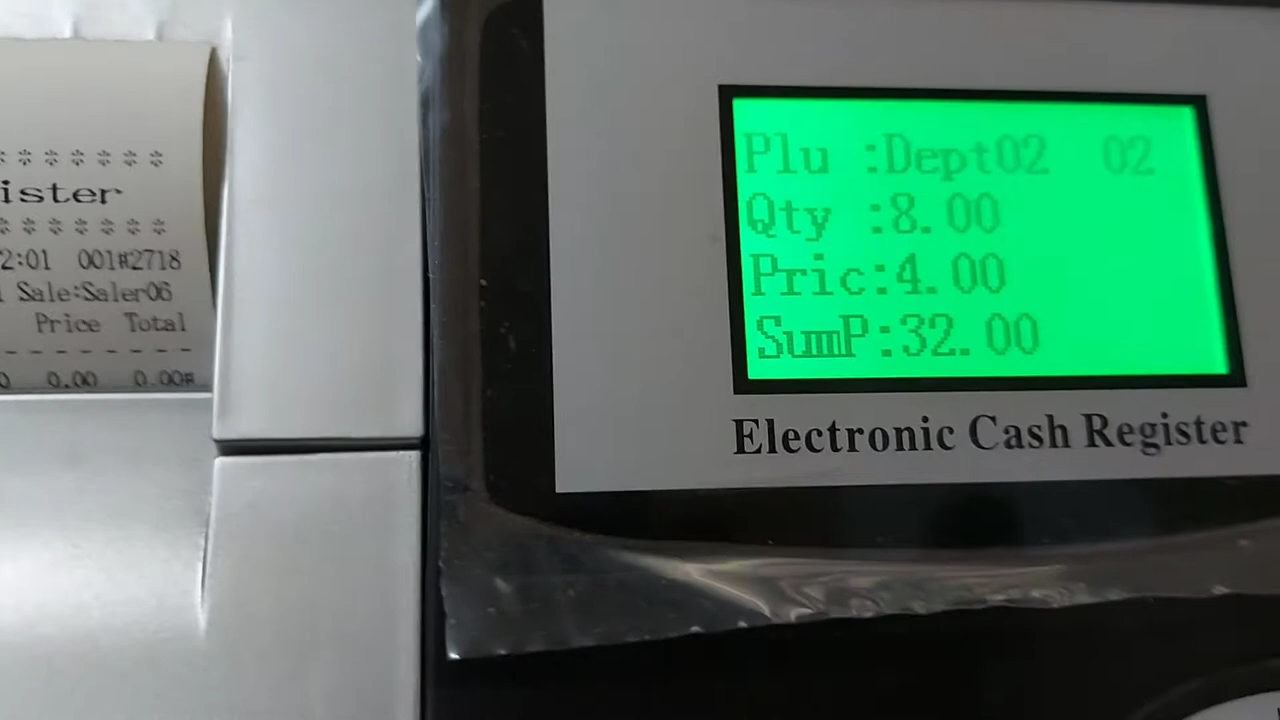 * * * * * * *
ister
* * * * * * *
2:01 001#2718
Sale:Saler06
Price Total
- - - - - - - - - -
0 0.00 0.00#
Plu :Dept02 02
Qty :8.00
Pric:4.00
SumP:32.00
Electronic Cash Register